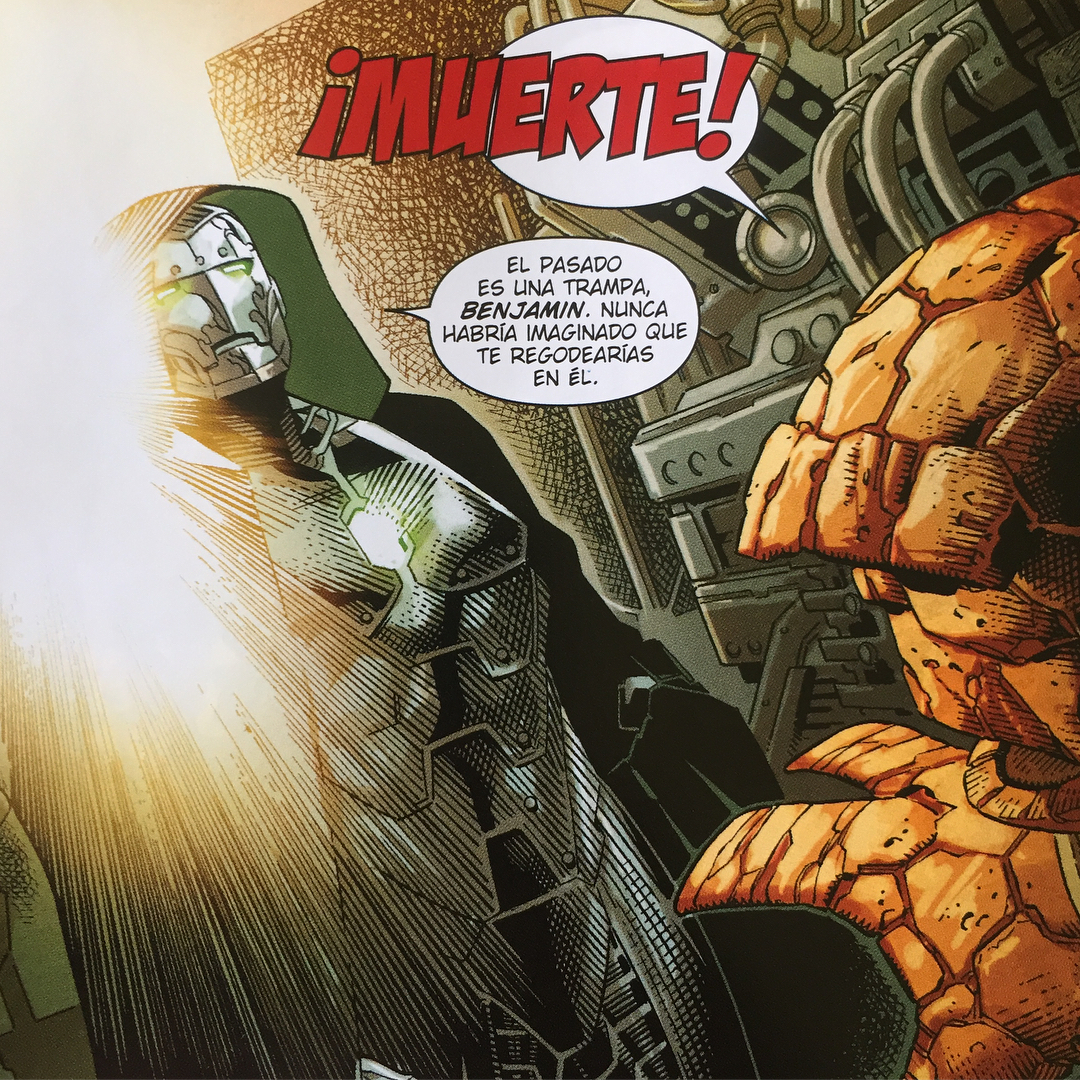 ¡MUERTE!
EL PASADO
ES UNA TRAMPA,
BENJAMIN. NUNCA
HABRÍA IMAGINADO QUE
TE REGODEARÍAS
EN ÉL.